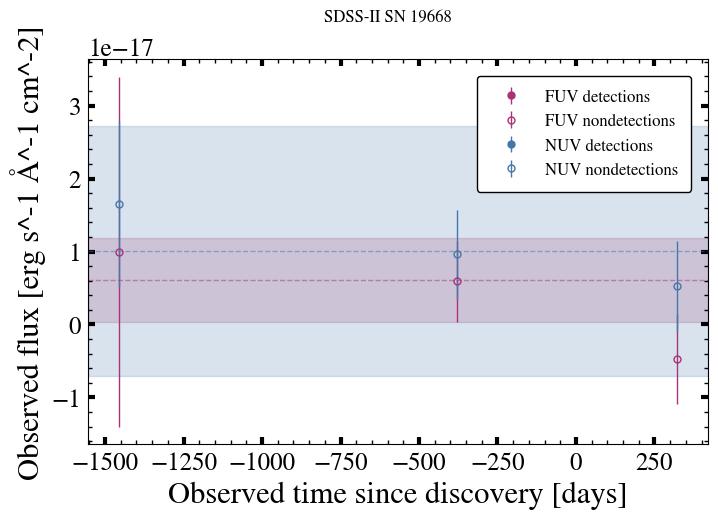 SDSS-II SN 19668
1e−17
Observed flux [erg s^-1 Å^-1 cm^-2]
3
2
1
0
−1
FUV detections
FUV nondetections
NUV detections
NUV nondetections
−1500 −1250 −1000 −750 −500 −250 0 250
Observed time since discovery [days]